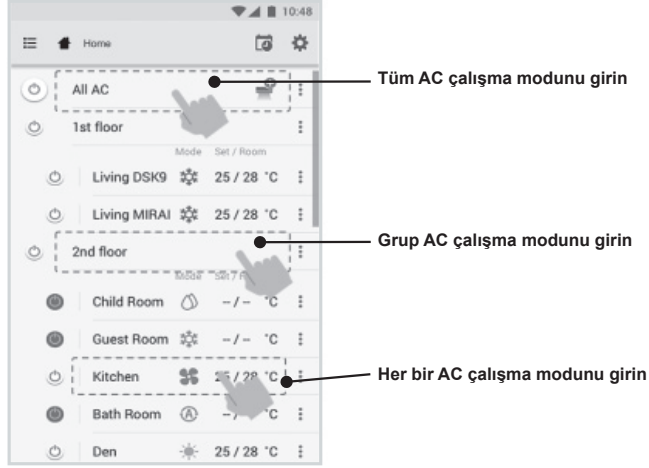 10:48
Home
All AC
Tüm AC çalışma modunu girin
1st floor
Mode Set / Room
Living DSK9 25 / 28 °C
Living MIRAI 25 / 28 °C
2nd floor
Grup AC çalışma modunu girin
Mode Set /
Child Room – / – °C
Guest Room – / – °C
Kitchen 25 / 28 °C
Her bir AC çalışma modunu girin
Bath Room A – / °C
Den 25 / 28 °C